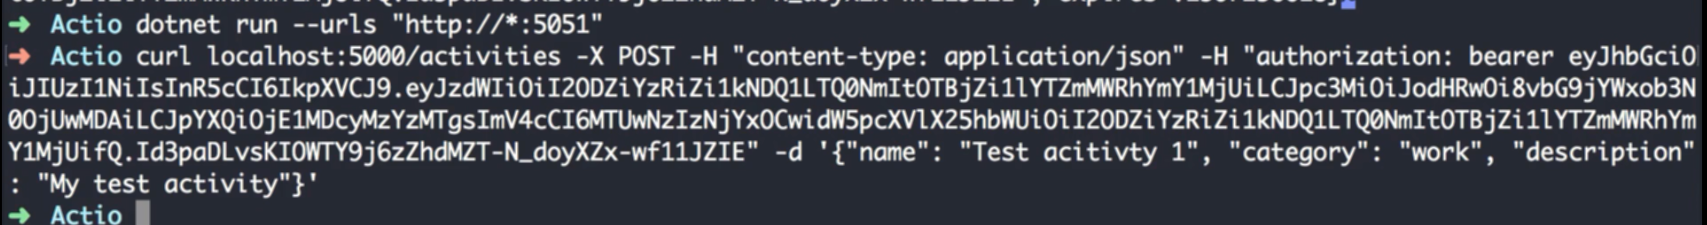 ➜ Actio dotnet run --urls "http://*:5051"
➜ Actio curl localhost:5000/activities -X POST -H "content-type: application/json" -H "authorization: bearer eyJhbGciO
iJIUzI1NiIsInR5cCI6IkpXVCJ9.eyJzdWIiOiI2ODZiYzRiZi1kNDQ1LTQ0NmItOTBjZi1lYTZmMWRhYmY1MjUiLCJpc3MiOiJodHRwOi8vbG9jYWxob3N
0OjUwMDAiLCJpYXQiOjE1MDcyMzYzMTgsImV4cCI6MTUwNzIzNjYxOCwidW5pcXVlX25hbWUiOiI2ODZiYzRiZi1kNDQ1LTQ0NmItOTBjZi1lYTZmMWRhYm
Y1MjUifQ.Id3paDLvsKIOWTY9j6zZhdMZT-N_doyXZx-wf11JZIE" -d '{"name": "Test acitivty 1", "category": "work", "description"
: "My test activity"}'
➜ Actio